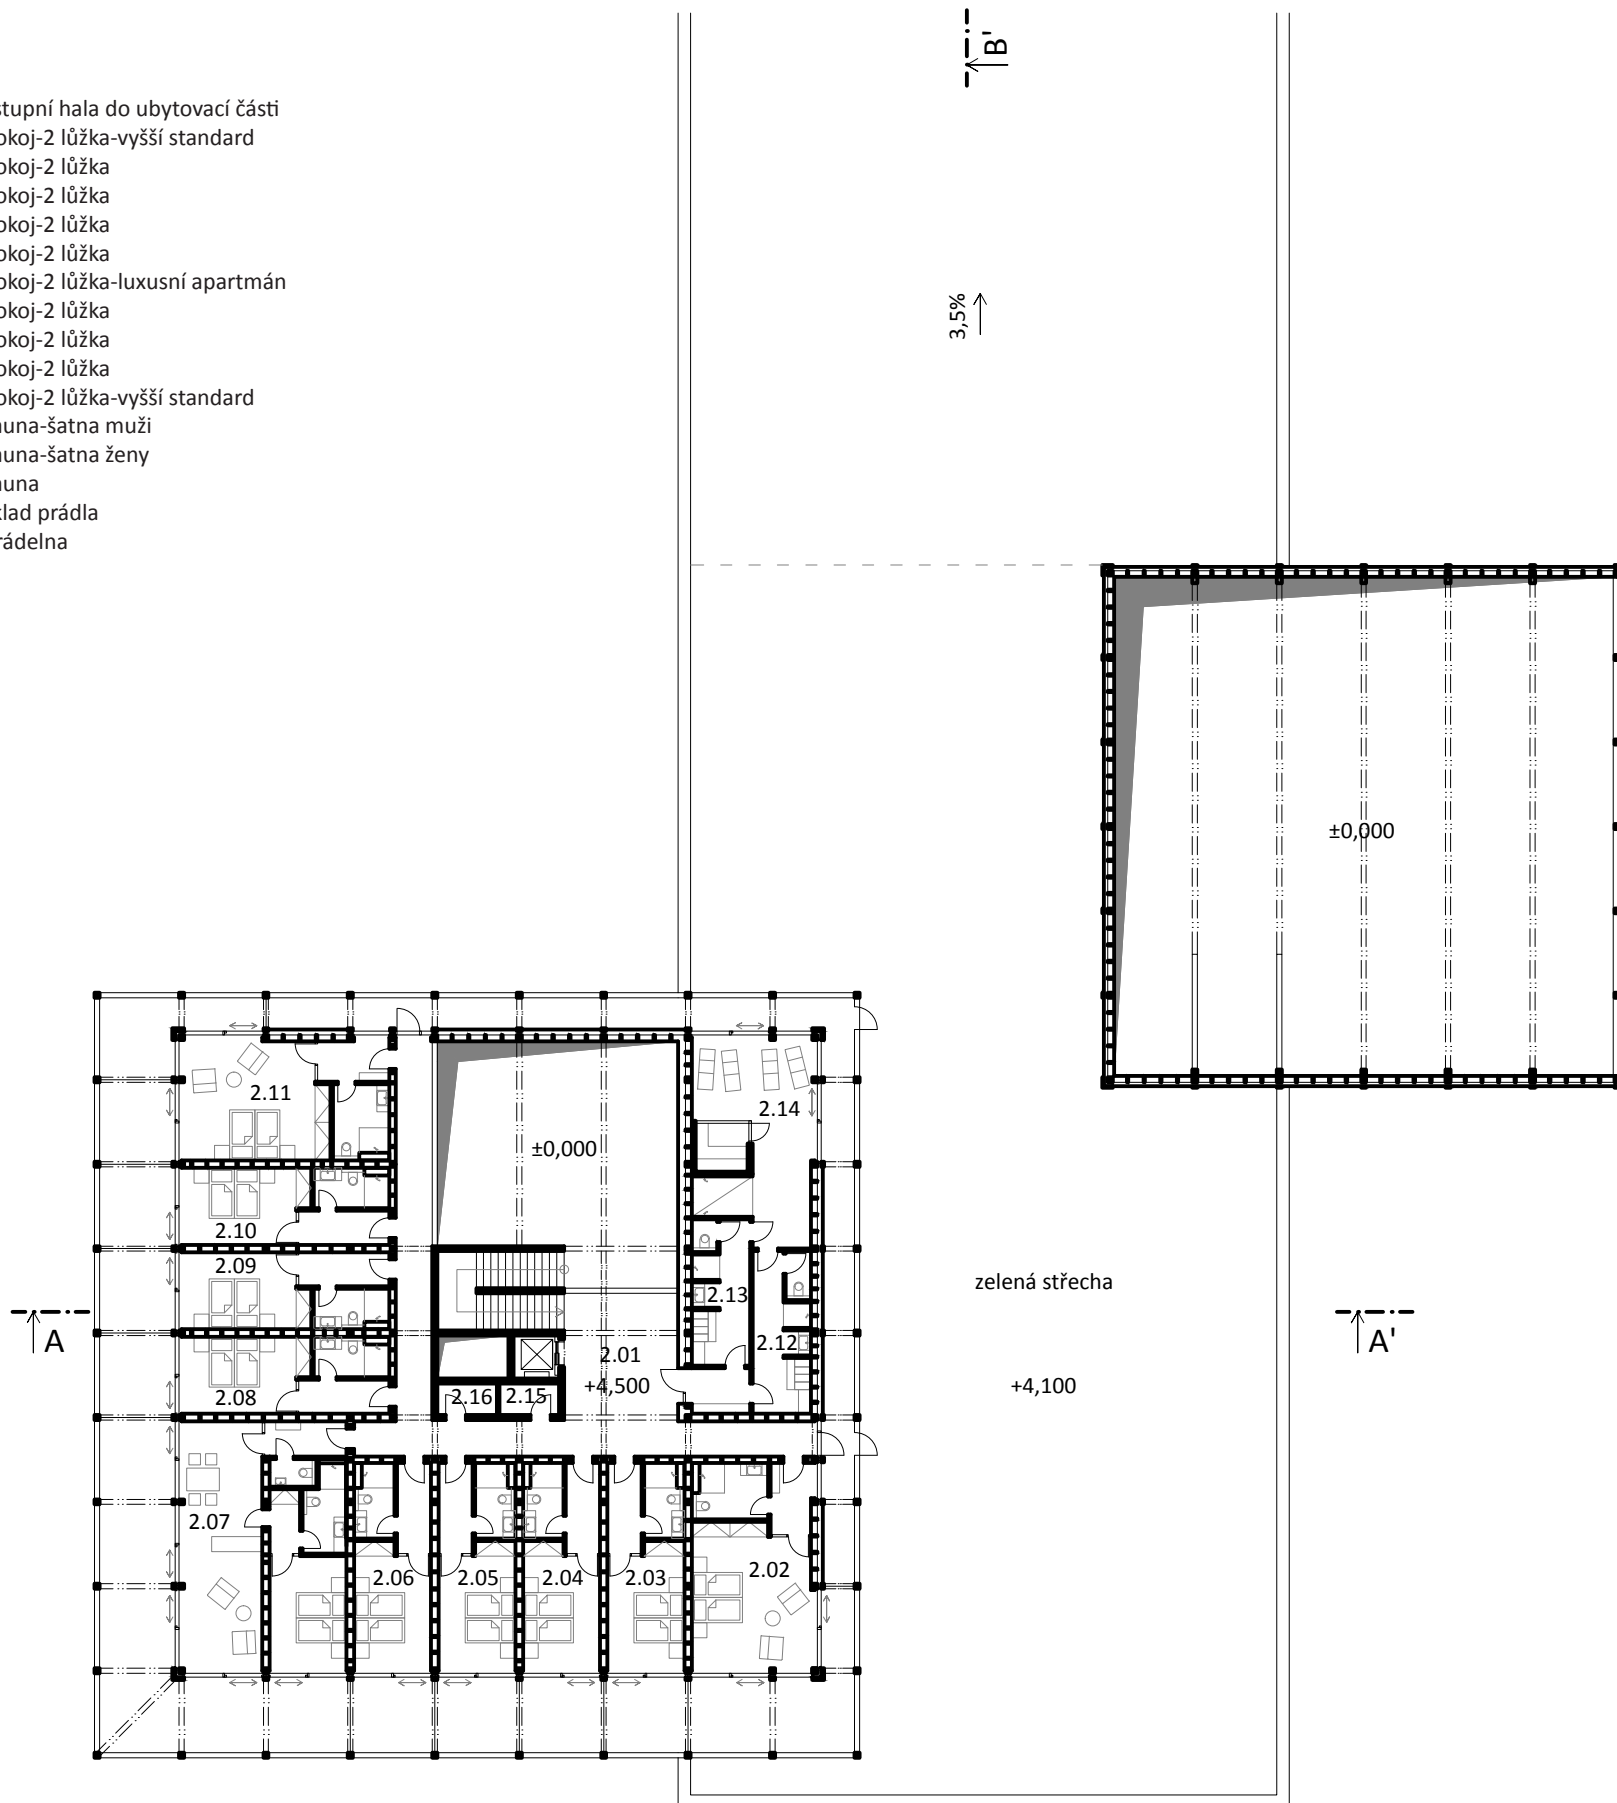 stupní hala do ubytovací části
okoj-2 lůžka-vyšší standard
okoj-2 lůžka
okoj-2 lůžka
okoj-2 lůžka
okoj-2 lůžka
okoj-2 lůžka-luxusní apartmán
okoj-2 lůžka
okoj-2 lůžka
okoj-2 lůžka
okoj-2 lůžka-vyšší standard
auna-šatna muži
auna-šatna ženy
auna
klad prádla
rádelna
B'
3,5%
±0,000
2.11
2.14
±0,000
2.10
2.09
zelená střecha
2.13
A
2.12
A'
2.01
2.08
2.16
2.15
+4,500
+4,100
2.07
2.06
2.05
2.04
2.03
2.02